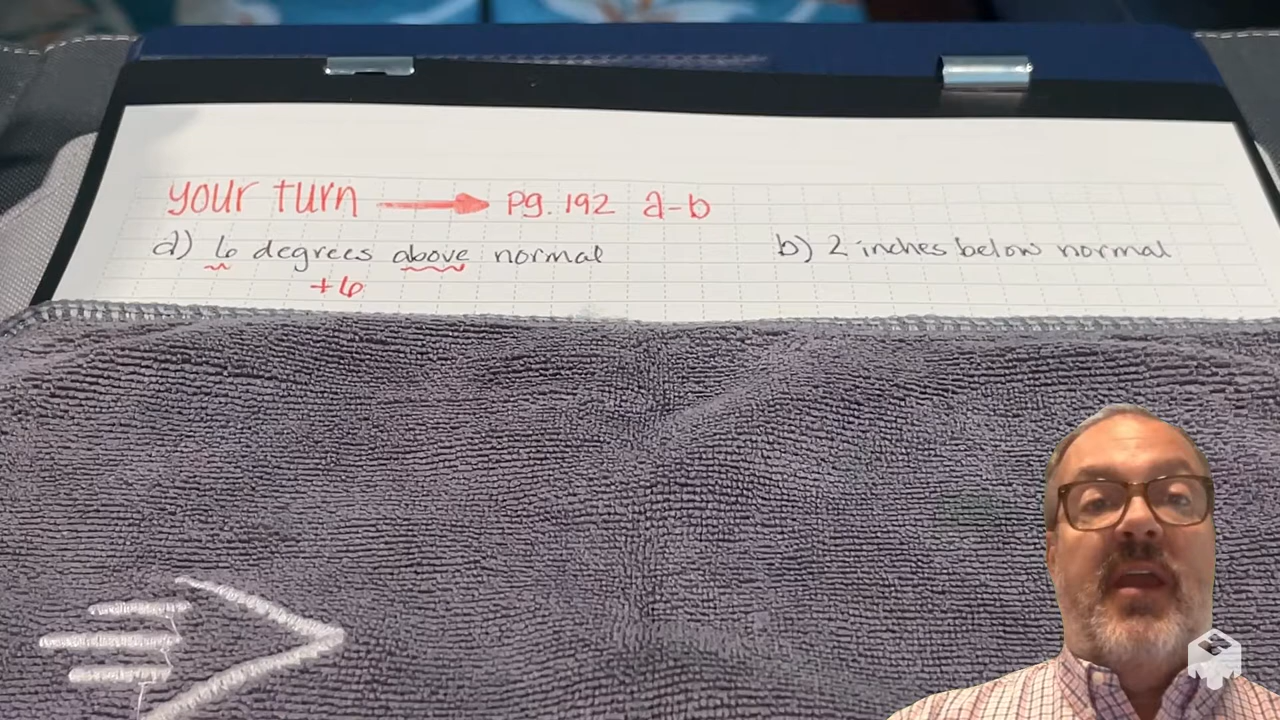 your turn → pg. 192 a-b
a) 6 degrees above normal
+6
b) 2 inches below normal